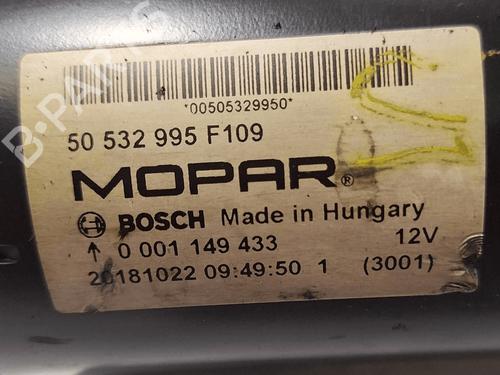 B-PARTS
*00505329950*
50 532 995 F109
MOPAR®
BOSCH Made in Hungary
0 001 149 433 12V
20181022 09:49:50 1 (3001)